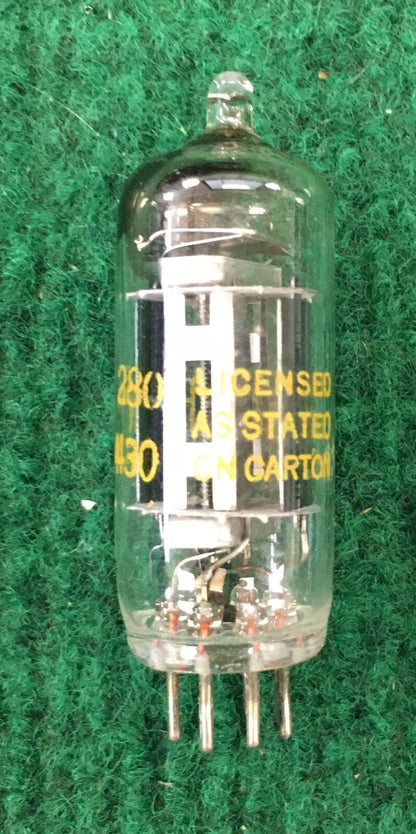 280
LICENSED
AS STATED
ON CARTON